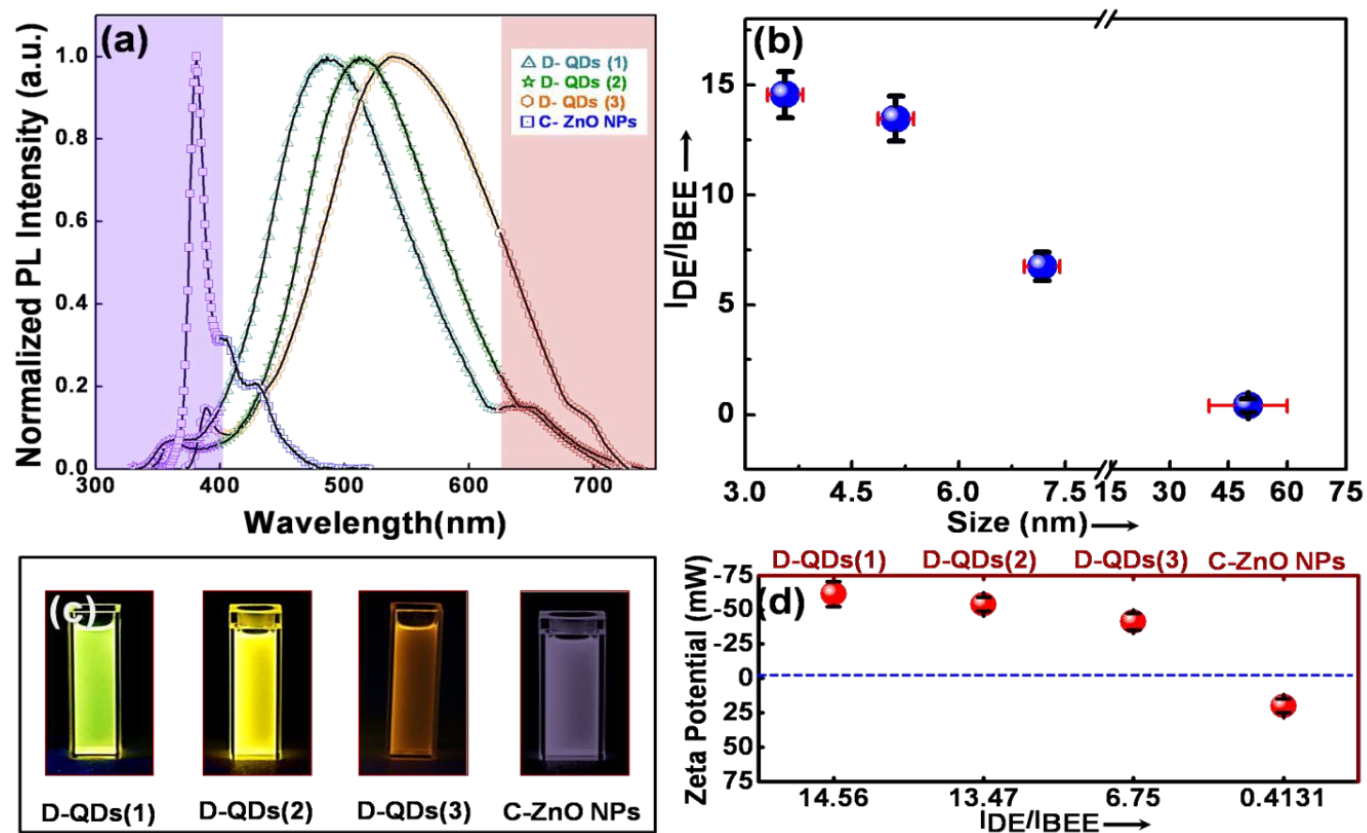 (a)
Normalized PL Intensity (a.u.)
1.0
0.8
0.6
0.4
0.2
0.0
D- QDs (1)
D- QDs (2)
D- QDs (3)
C- ZnO NPs
300 400 500 600 700
Wavelength(nm)
(b)
IDE/IBEE
15
10
5
0
3.0 4.5 6.0 7.5 15 30 45 60 75
Size (nm)
(c)
D-QDs(1) D-QDs(2) D-QDs(3) C-ZnO NPs
D-QDs(1) D-QDs(2) D-QDs(3) C-ZnO NPs
(d)
Zeta Potential (mW)
-75
-50
-25
0
25
50
75
14.56 13.47 6.75 0.4131
IDE/IBEE